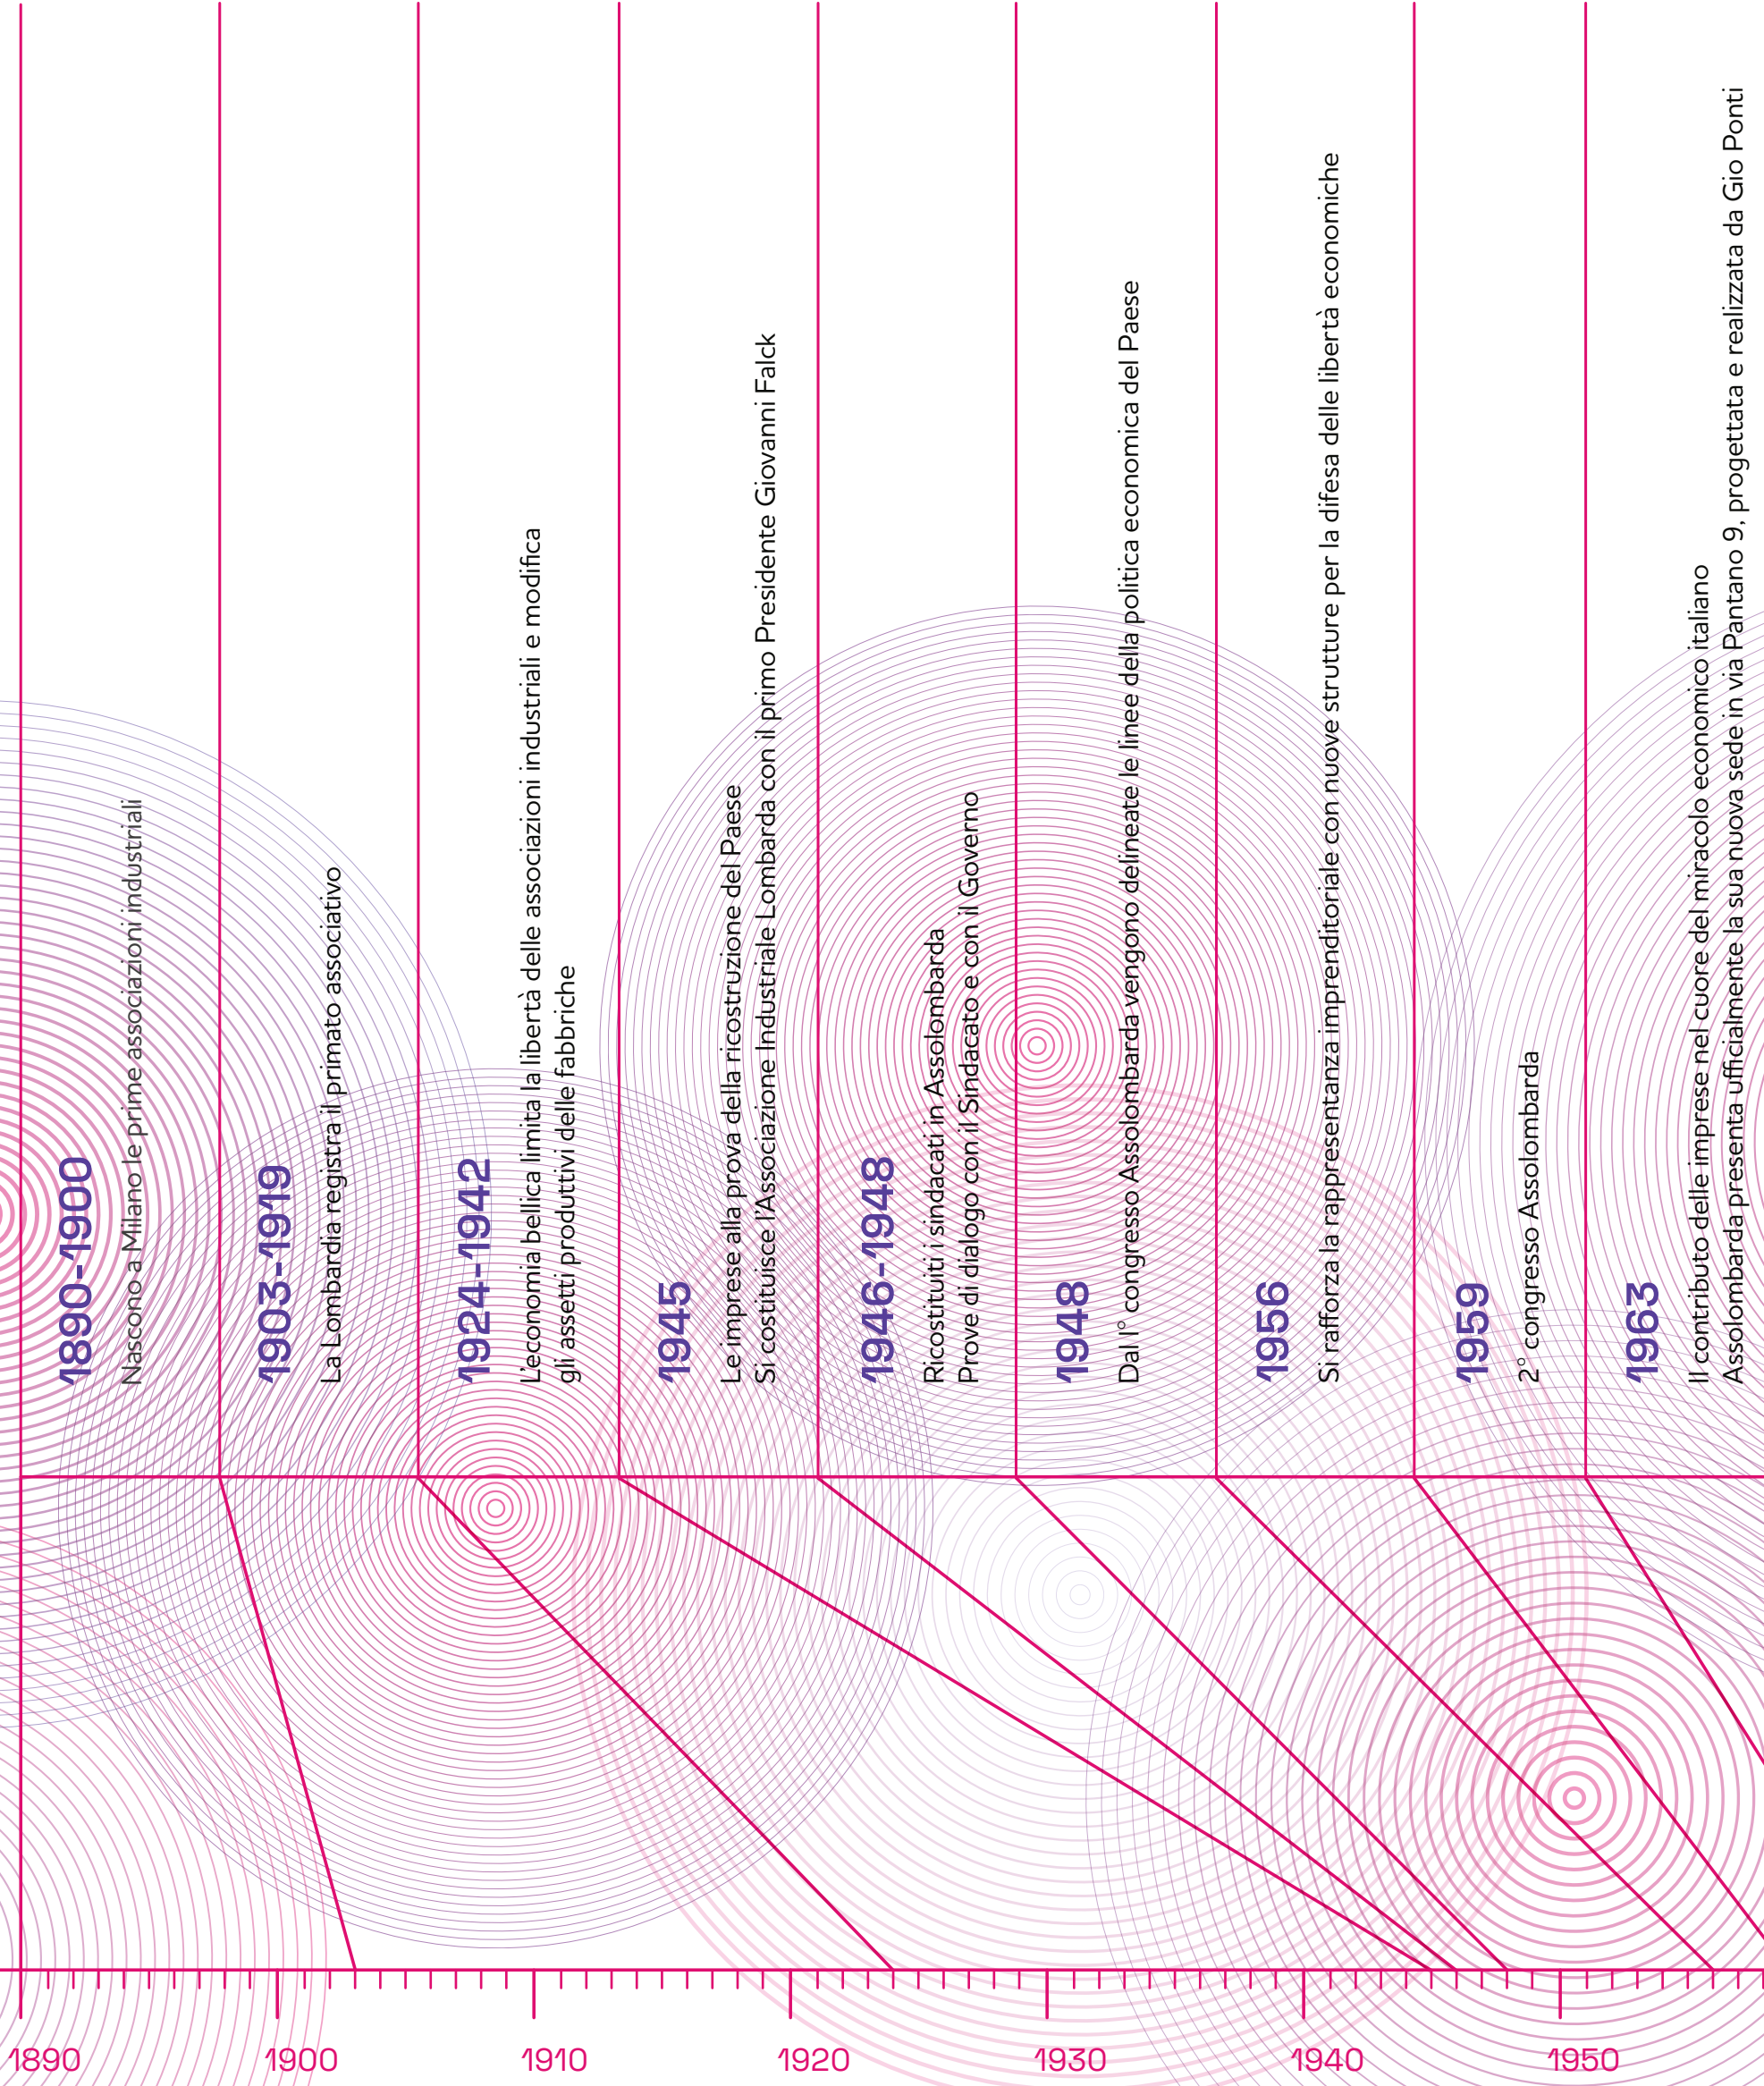 1890-1900
Nascono a Milano le prime associazioni industriali
1903-1919
La Lombardia registra il primato associativo
1924-1942
L'economia bellica limita la libertà delle associazioni industriali e modifica
gli assetti produttivi delle fabbriche
1945
Le imprese alla prova della ricostruzione del Paese
Si costituisce l'Associazione Industriale Lombarda con il primo Presidente Giovanni Falck
1946-1948
Ricostituiti i sindacati in Assolombarda
Prove di dialogo con il Sindacato e con il Governo
1948
Dal I° congresso Assolombarda vengono delineate le linee della politica economica del Paese
1956
Si rafforza la rappresentanza imprenditoriale con nuove strutture per la difesa delle libertà economiche
1959
2° congresso Assolombarda
1963
Il contributo delle imprese nel cuore del miracolo economico italiano
Assolombarda presenta ufficialmente la sua nuova sede in via Pantano 9, progettata e realizzata da Gio Ponti
1890
1900
1910
1920
1930
1940
1950